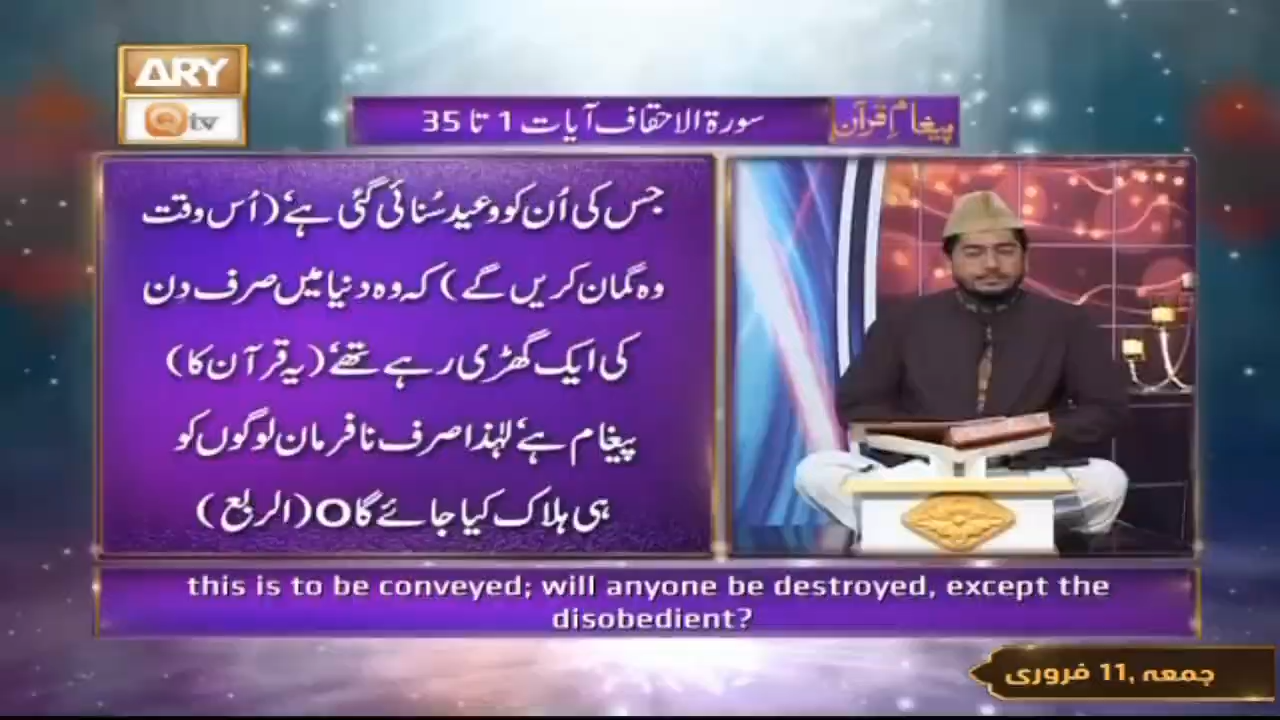 ARY
Qtv
سورۃ الاحقاف آیات 1 تا 35
پیغامِ قرآن
جس کی اُن کو وعید سُنائی گئی ہے‘ (اُس وقت
وہ گمان کریں گے) کہ وہ دنیا میں صرف دن
کی ایک گھڑی رہے تھے‘ (یہ قرآن کا)
پیغام ہے‘ لہٰذا صرف نافرمان لوگوں کو
ہی ہلاک کیا جائے گاO(الربع)
this is to be conveyed; will anyone be destroyed, except the
disobedient?
جمعہ ,11 فروری